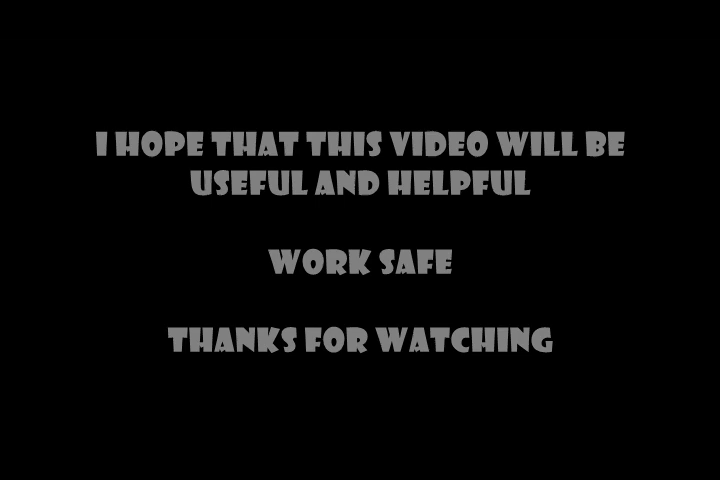 I HOPE THAT THIS VIDEO WILL BE
USEFUL AND HELPFUL
WORK SAFE
THANKS FOR WATCHING